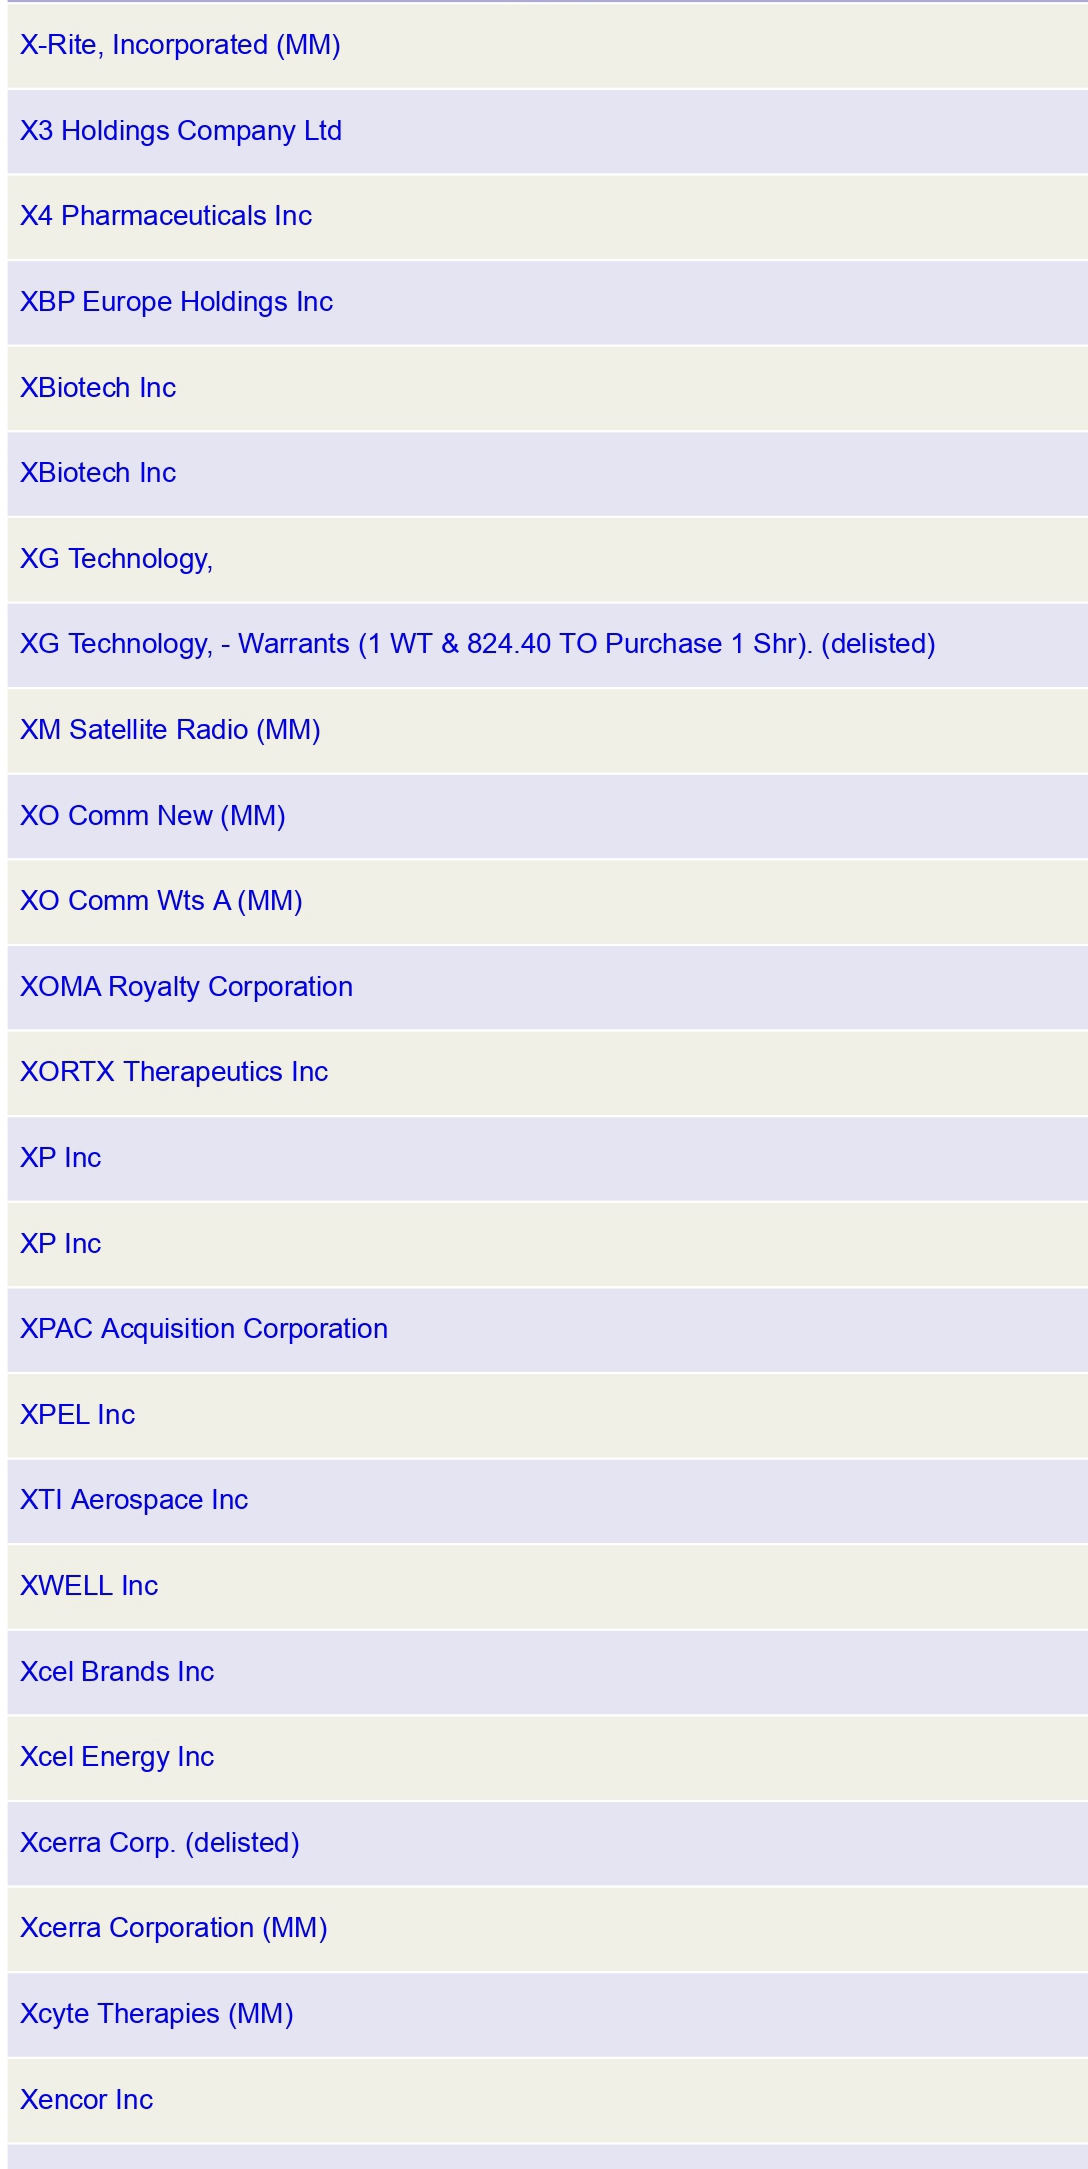 X-Rite, Incorporated (MM)
X3 Holdings Company Ltd
X4 Pharmaceuticals Inc
XBP Europe Holdings Inc
XBiotech Inc
XBiotech Inc
XG Technology,
XG Technology, - Warrants (1 WT & 824.40 TO Purchase 1 Shr). (delisted)
XM Satellite Radio (MM)
XO Comm New (MM)
XO Comm Wts A (MM)
XOMA Royalty Corporation
XORTX Therapeutics Inc
XP Inc
XP Inc
XPAC Acquisition Corporation
XPEL Inc
XTI Aerospace Inc
XWELL Inc
Xcel Brands Inc
Xcel Energy Inc
Xcerra Corp. (delisted)
Xcerra Corporation (MM)
Xcyte Therapies (MM)
Xencor Inc